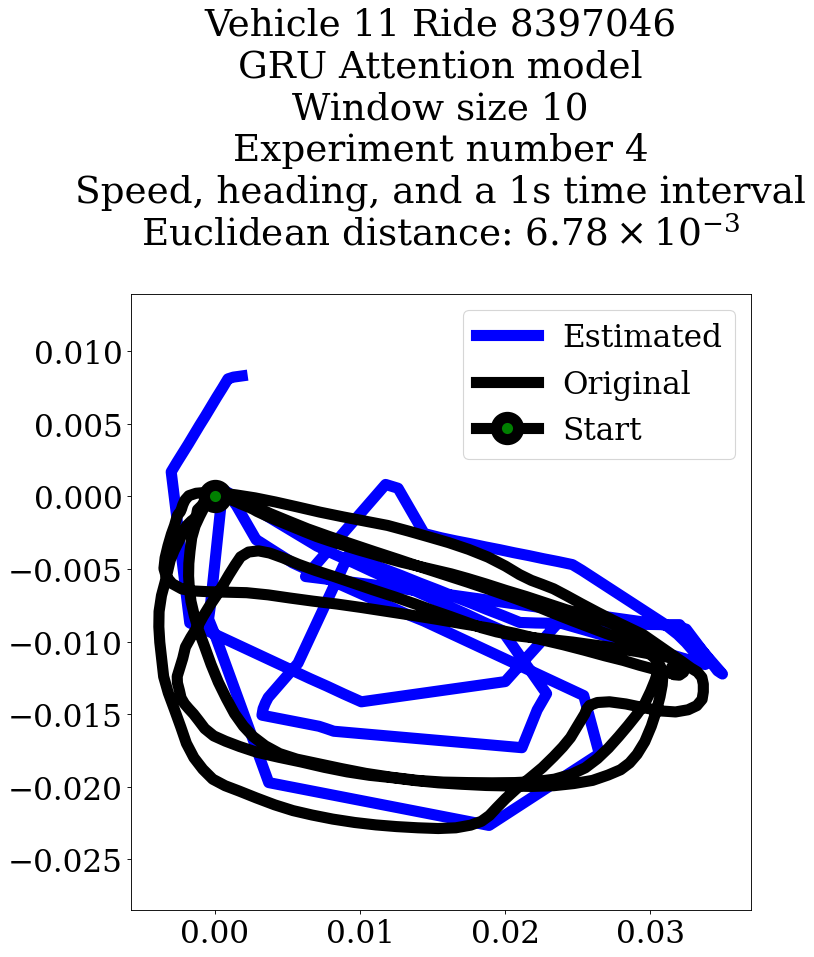 Vehicle 11 Ride 8397046
GRU Attention model
Window size 10
Experiment number 4
Speed, heading, and a 1s time interval
Euclidean distance: 6.78 × 10⁻³
Estimated
Original
Start
0.010
0.005
0.000
−0.005
−0.010
−0.015
−0.020
−0.025
0.00 0.01 0.02 0.03